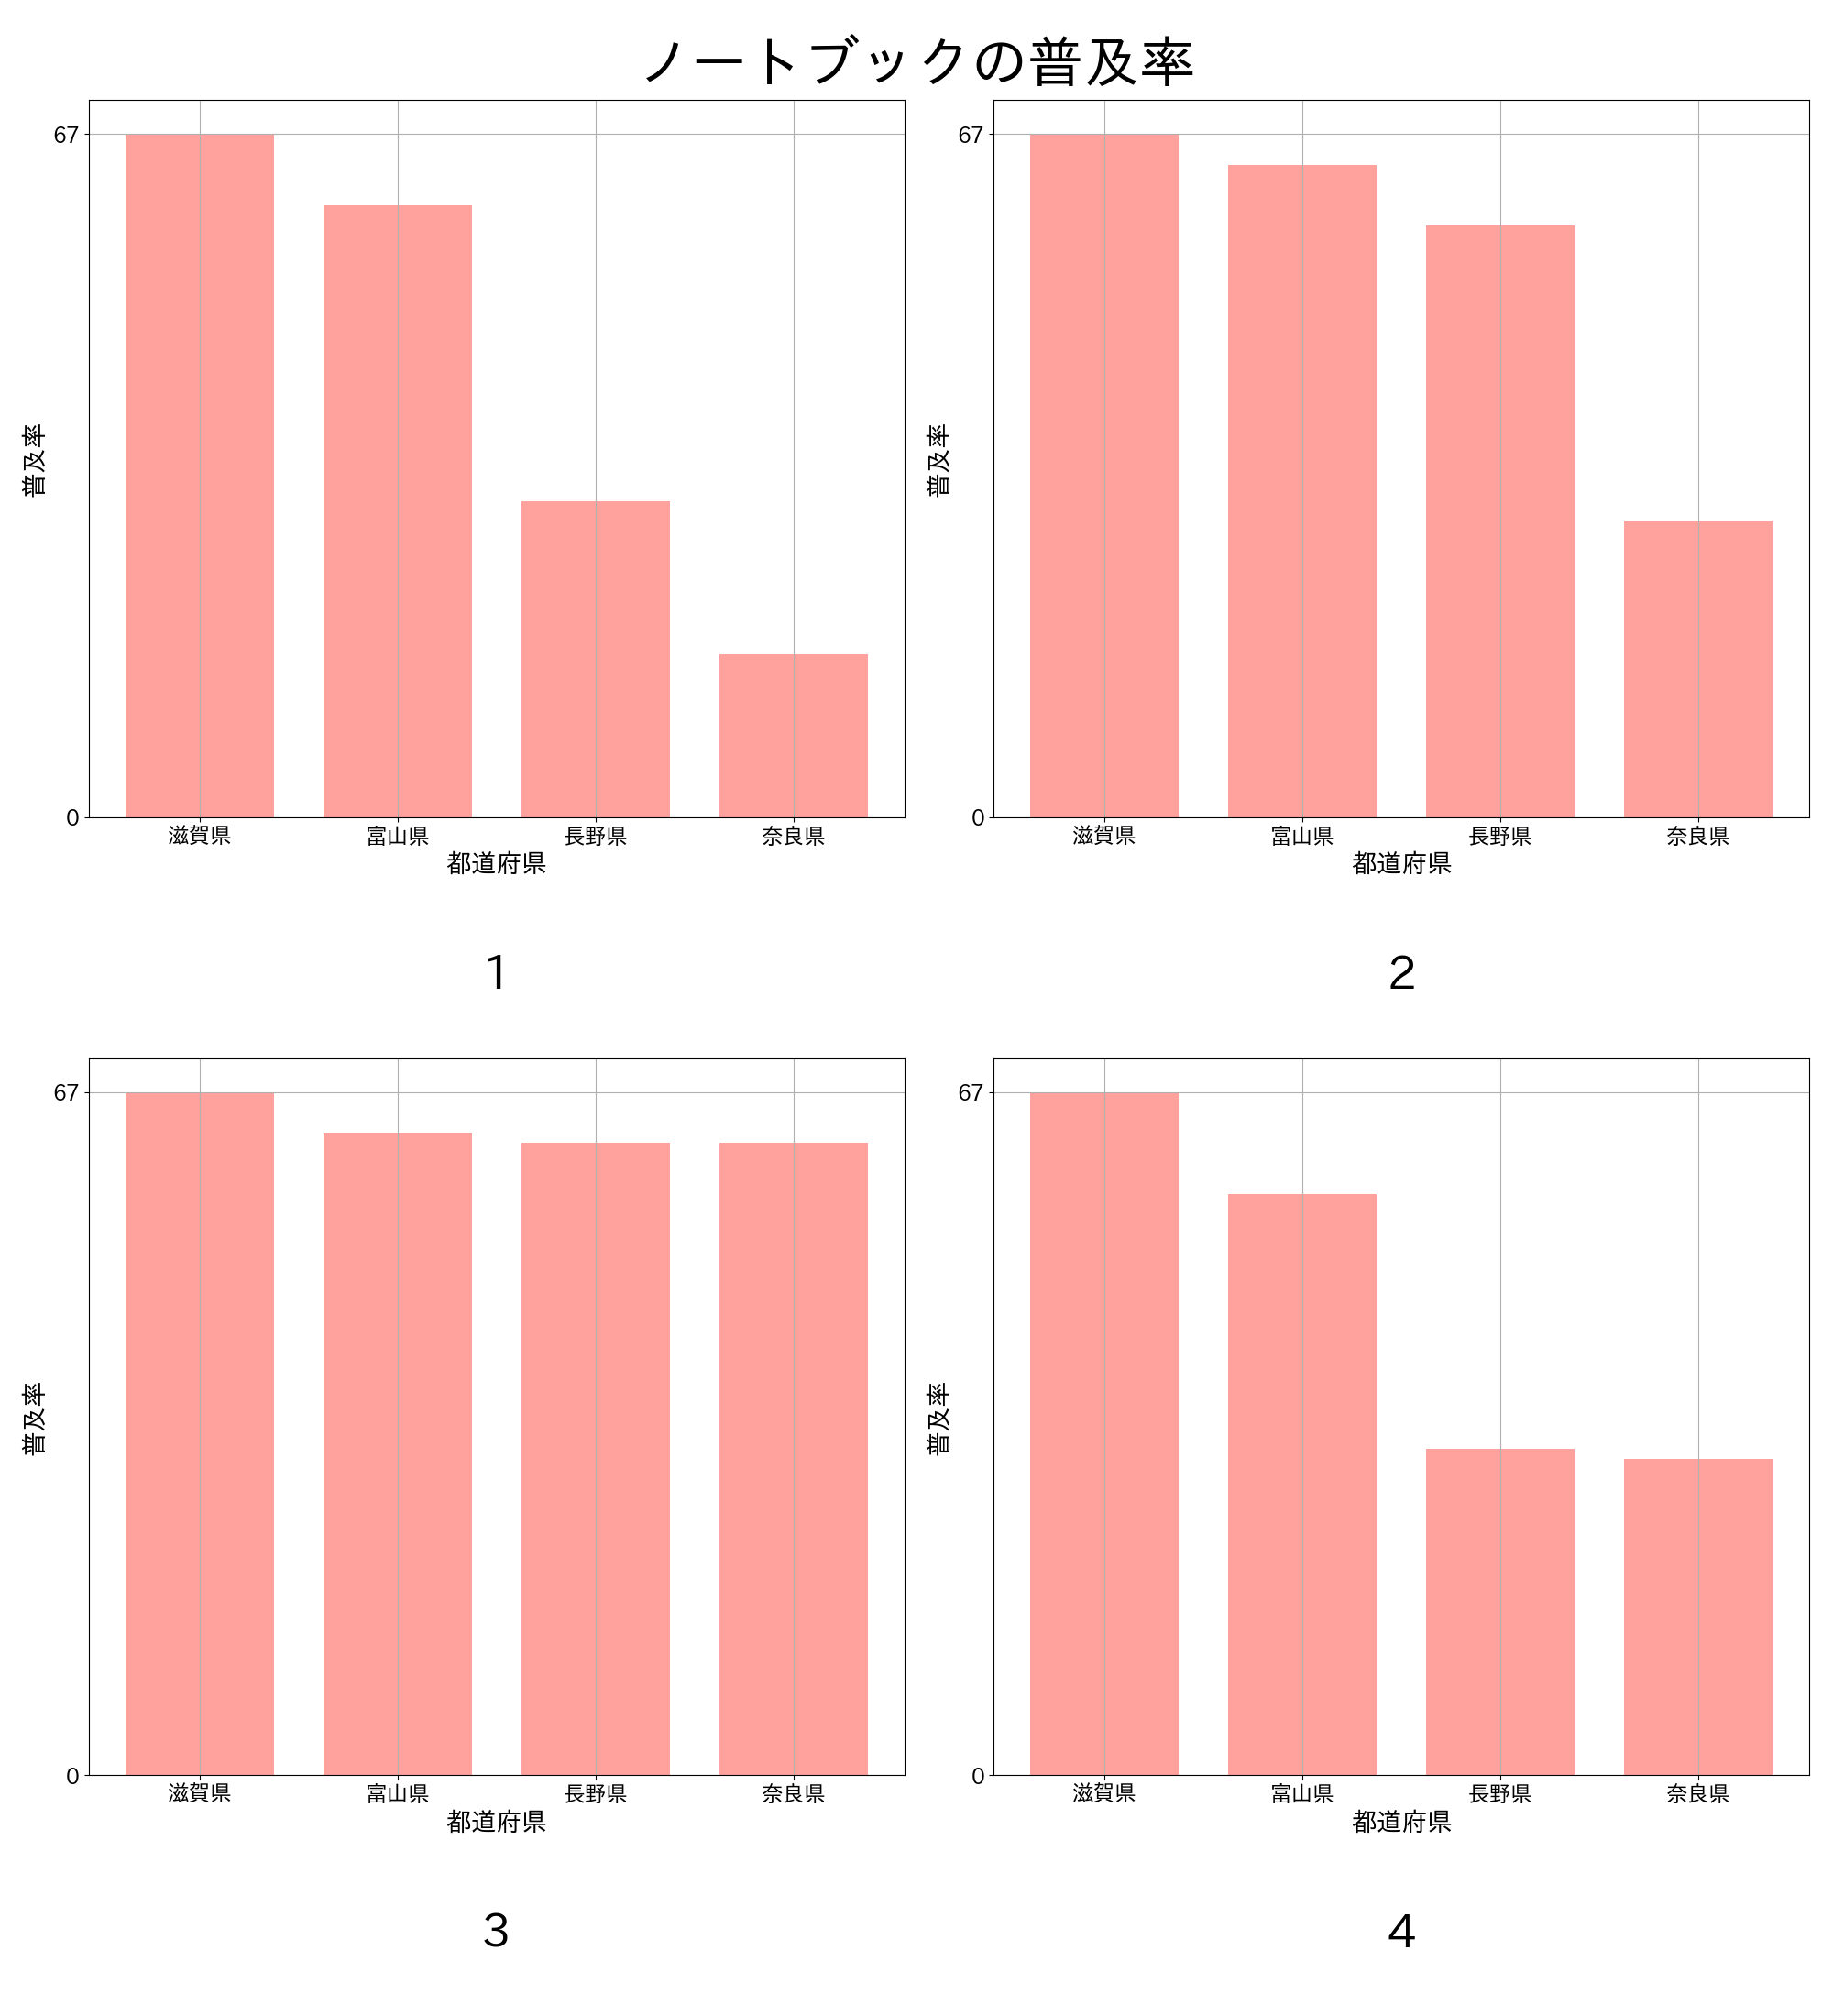 ノートブックの普及率
67
0
普及率
滋賀県 富山県 長野県 奈良県
都道府県
1
67
0
普及率
滋賀県 富山県 長野県 奈良県
都道府県
2
67
0
普及率
滋賀県 富山県 長野県 奈良県
都道府県
3
67
0
普及率
滋賀県 富山県 長野県 奈良県
都道府県
4